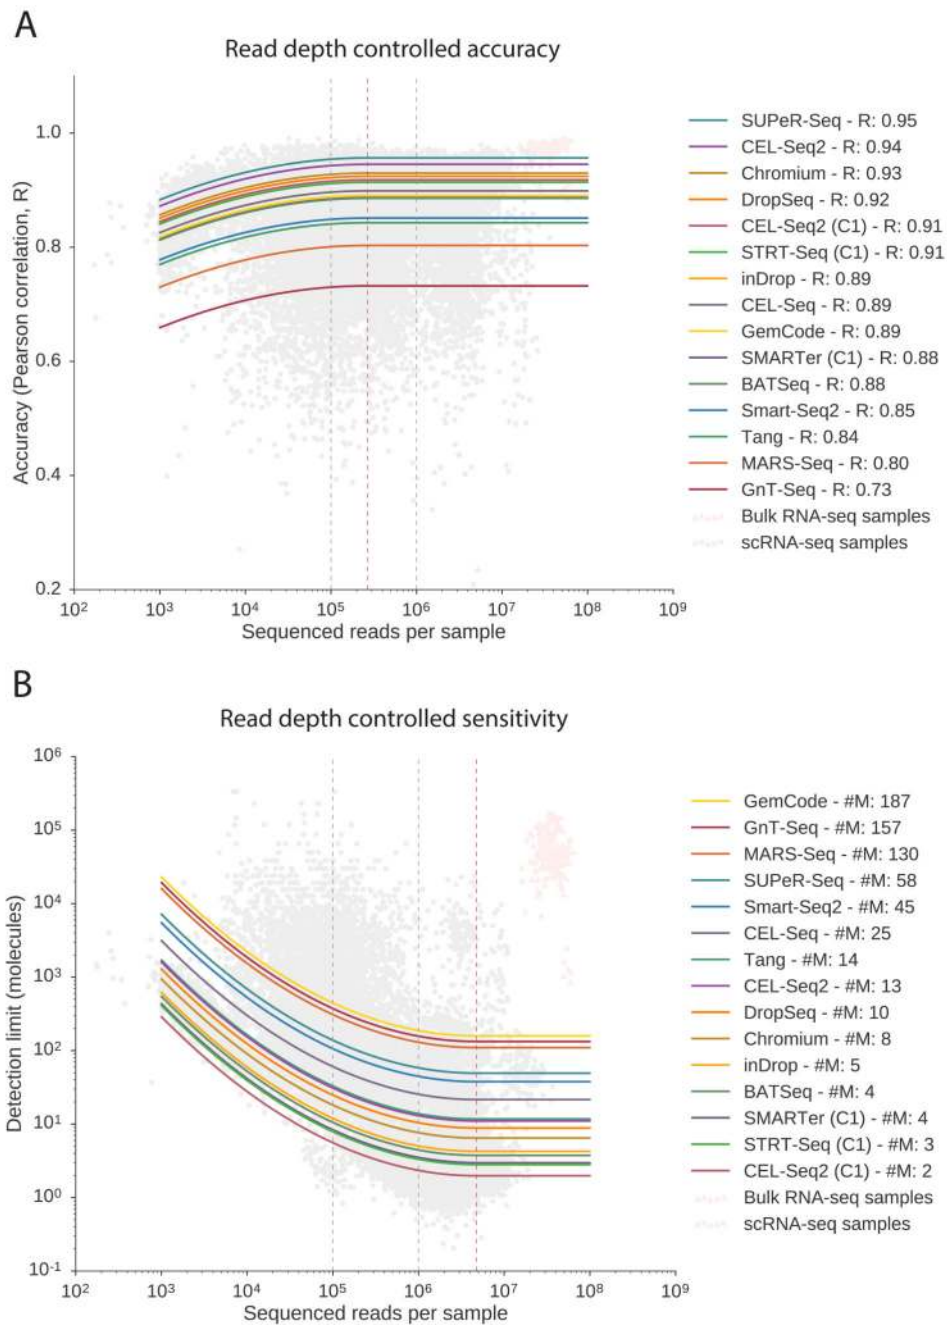 A
Read depth controlled accuracy
Accuracy (Pearson correlation, R)
1.0
0.8
0.6
0.4
0.2
10² 10³ 10⁴ 10⁵ 10⁶ 10⁷ 10⁸ 10⁹
Sequenced reads per sample
SUPeR-Seq - R: 0.95
CEL-Seq2 - R: 0.94
Chromium - R: 0.93
DropSeq - R: 0.92
CEL-Seq2 (C1) - R: 0.91
STRT-Seq (C1) - R: 0.91
inDrop - R: 0.89
CEL-Seq - R: 0.89
GemCode - R: 0.89
SMARTer (C1) - R: 0.88
BATSeq - R: 0.88
Smart-Seq2 - R: 0.85
Tang - R: 0.84
MARS-Seq - R: 0.80
GnT-Seq - R: 0.73
Bulk RNA-seq samples
scRNA-seq samples
B
Read depth controlled sensitivity
Detection limit (molecules)
10⁶
10⁵
10⁴
10³
10²
10¹
10⁰
10⁻¹
10² 10³ 10⁴ 10⁵ 10⁶ 10⁷ 10⁸ 10⁹
Sequenced reads per sample
GemCode - #M: 187
GnT-Seq - #M: 157
MARS-Seq - #M: 130
SUPeR-Seq - #M: 58
Smart-Seq2 - #M: 45
CEL-Seq - #M: 25
Tang - #M: 14
CEL-Seq2 - #M: 13
DropSeq - #M: 10
Chromium - #M: 8
inDrop - #M: 5
BATSeq - #M: 4
SMARTer (C1) - #M: 4
STRT-Seq (C1) - #M: 3
CEL-Seq2 (C1) - #M: 2
Bulk RNA-seq samples
scRNA-seq samples